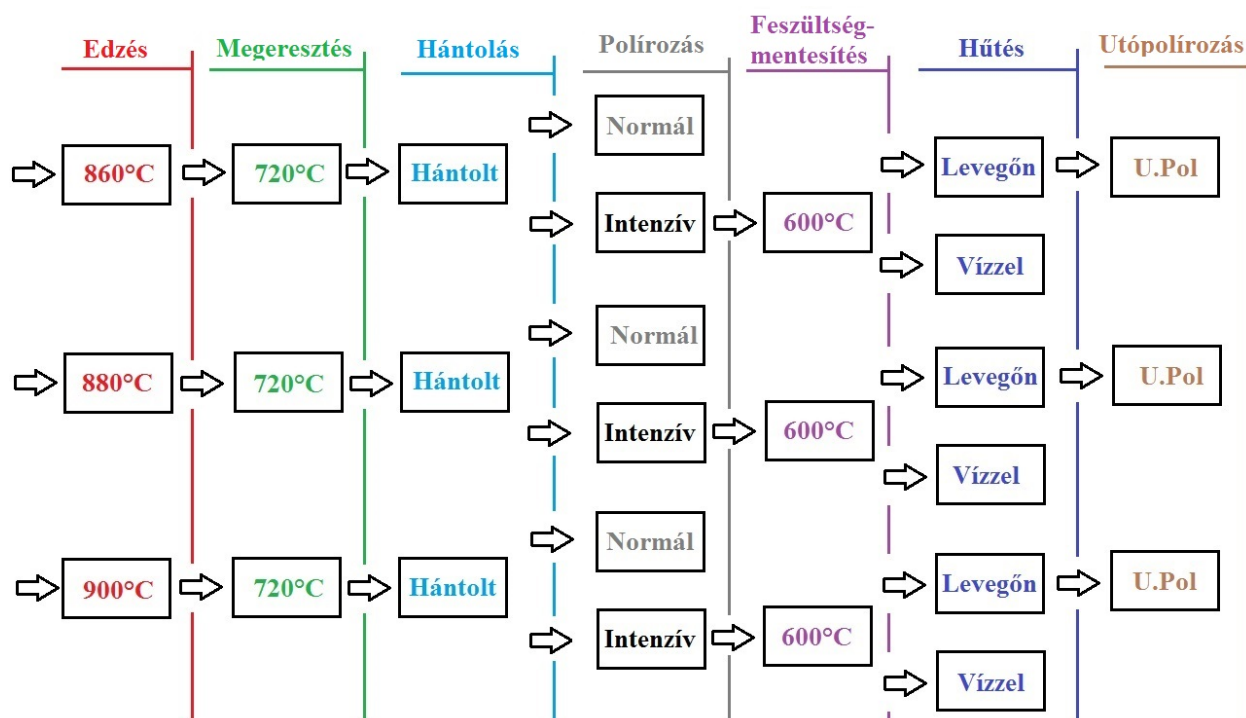 Edzés
Megeresztés
Hántolás
Polírozás
Feszültség-
mentesítés
Hűtés
Utópolírozás
860°C
720°C
Hántolt
Normál
Intenzív
600°C
Levegőn
Vízzel
U.Pol
880°C
720°C
Hántolt
Normál
Intenzív
600°C
Levegőn
Vízzel
U.Pol
900°C
720°C
Hántolt
Normál
Intenzív
600°C
Levegőn
Vízzel
U.Pol